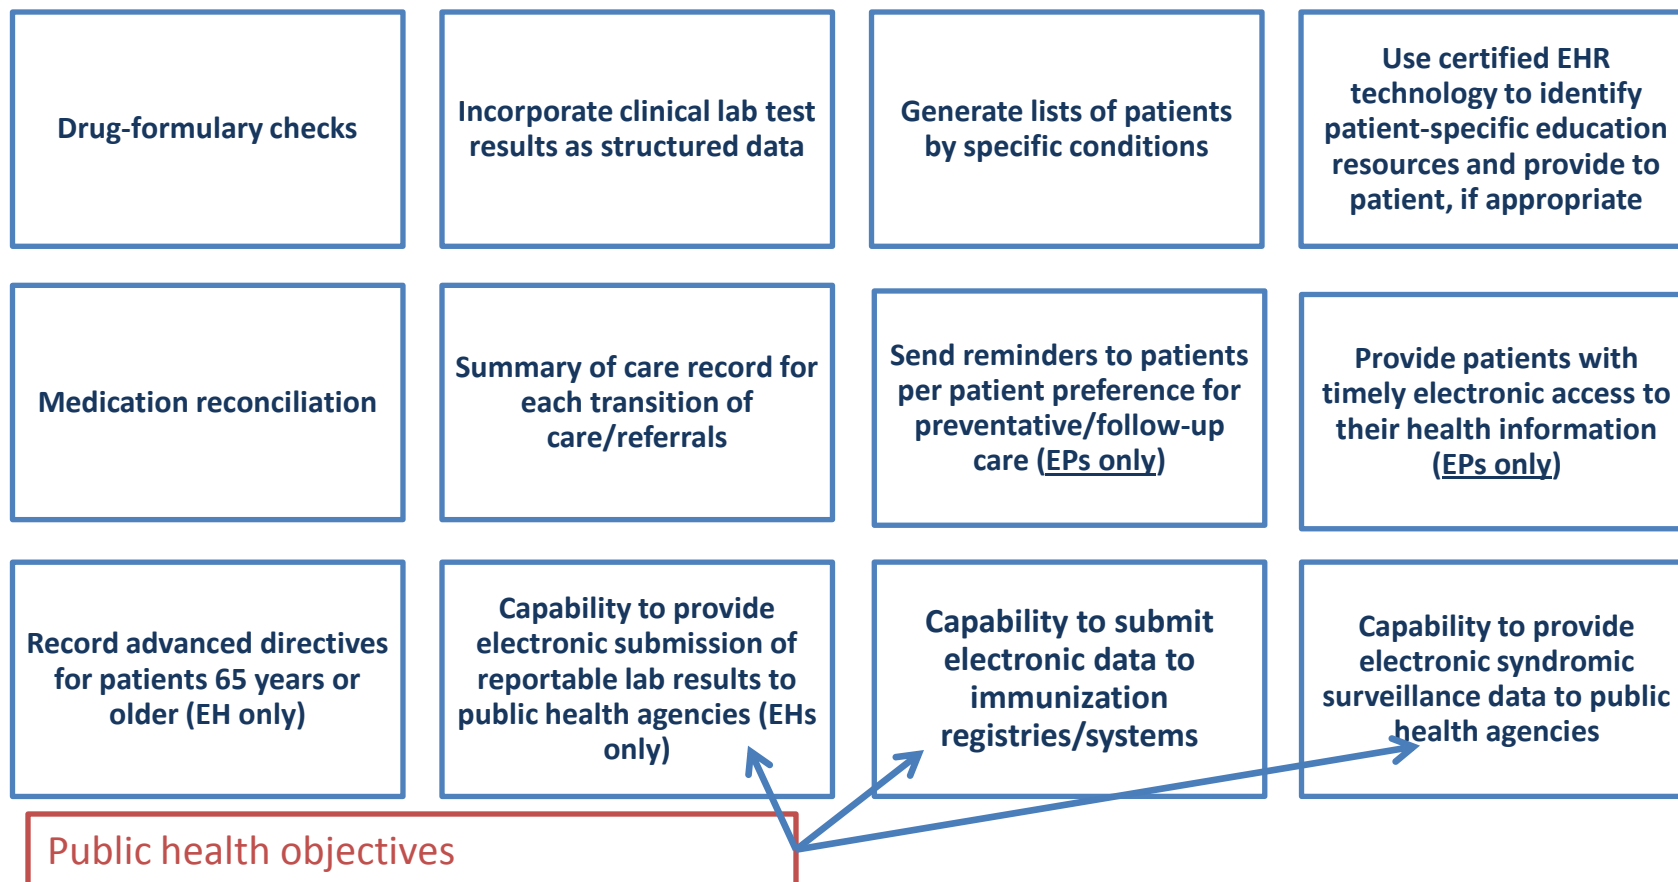 Drug-formulary checks
Incorporate clinical lab test
results as structured data
Generate lists of patients
by specific conditions
Use certified EHR
technology to identify
patient-specific education
resources and provide to
patient, if appropriate
Medication reconciliation
Summary of care record for
each transition of
care/referrals
Send reminders to patients
per patient preference for
preventative/follow-up
care (EPs only)
Provide patients with
timely electronic access to
their health information
(EPs only)
Record advanced directives
for patients 65 years or
older (EH only)
Capability to provide
electronic submission of
reportable lab results to
public health agencies (EHs
only)
Capability to submit
electronic data to
immunization
registries/systems
Capability to provide
electronic syndromic
surveillance data to public
health agencies
Public health objectives